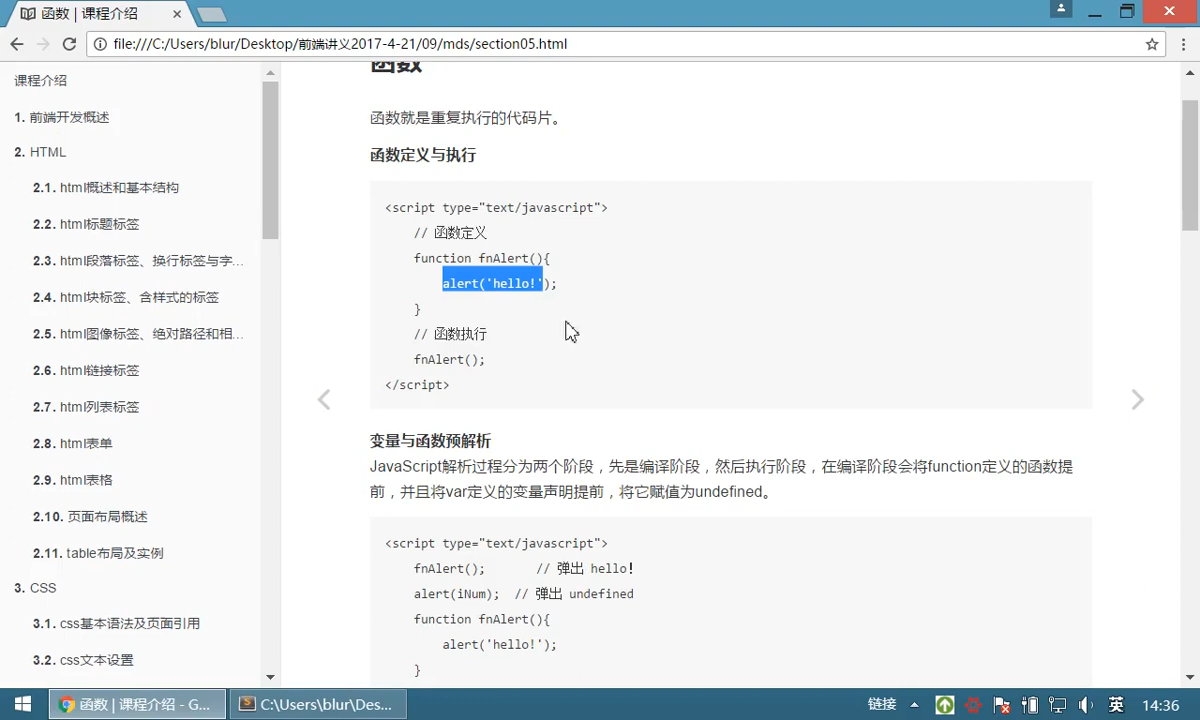 函数 | 课程介绍
file:///C:/Users/blur/Desktop/前端讲义2017-4-21/09/mds/section05.html
课程介绍
1. 前端开发概述
2. HTML
2.1. html概述和基本结构
2.2. html标题标签
2.3. html段落标签、换行标签与字...
2.4. html块标签、含样式的标签
2.5. html图像标签、绝对路径和相...
2.6. html链接标签
2.7. html列表标签
2.8. html表单
2.9. html表格
2.10. 页面布局概述
2.11. table布局及实例
3. CSS
3.1. css基本语法及页面引用
3.2. css文本设置
函数
函数就是重复执行的代码片。
函数定义与执行
<script type="text/javascript">
// 函数定义
function fnAlert(){
alert('hello!');
}
// 函数执行
fnAlert();
</script>
变量与函数预解析
JavaScript解析过程分为两个阶段，先是编译阶段，然后执行阶段，在编译阶段会将function定义的函数提
前，并且将var定义的变量声明提前，将它赋值为undefined。
<script type="text/javascript">
fnAlert(); // 弹出 hello！
alert(iNum); // 弹出 undefined
function fnAlert(){
alert('hello!');
}
函数 | 课程介绍 - G...
C:\Users\blur\Des...
链接
英
14:36